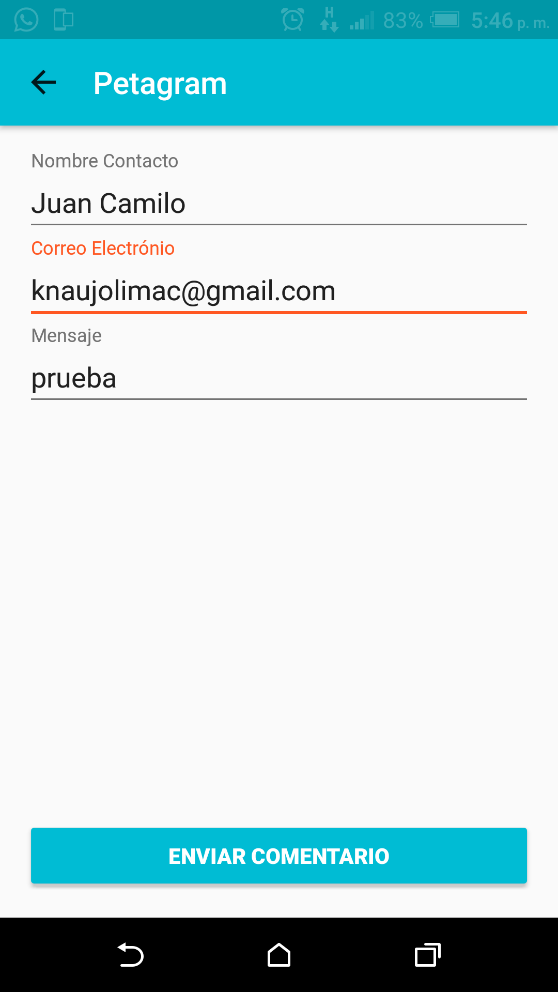 H 83% 5:46 p. m.
Petagram
Nombre Contacto
Juan Camilo
Correo Electrónio
knaujolimac@gmail.com
Mensaje
prueba
ENVIAR COMENTARIO